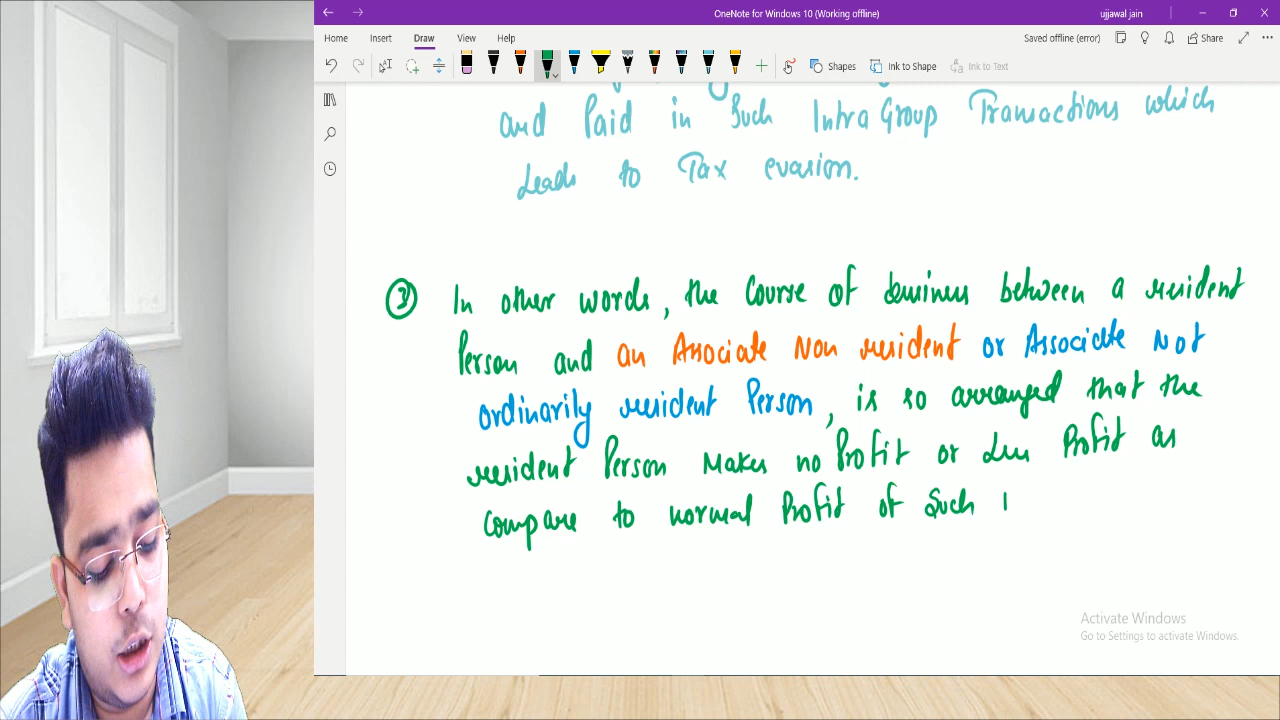 OneNote for Windows 10 (Working offline)
ujjawal jain
Home Insert Draw View Help
Saved offline (error)
Share
Shapes
Ink to Shape
Ink to Text
and Paid in Such Intra Group Transactions which
Leads to Tax evasion.
③ In other words, the Course of business between a resident
Person and an Associate Non resident or Associate Not
ordinarily resident Person, is so arranged that the
resident Person Makes no Profit or Less Profit as
compare to normal Profit of Such
Activate Windows
Go to Settings to activate Windows.